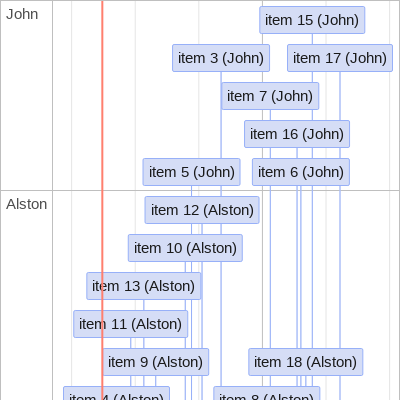 John
item 15 (John)
item 3 (John)
item 17 (John)
item 7 (John)
item 16 (John)
item 5 (John)
item 6 (John)
Alston
item 12 (Alston)
item 10 (Alston)
item 13 (Alston)
item 11 (Alston)
item 9 (Alston)
item 18 (Alston)
item 4 (Alston)
item 8 (Alston)